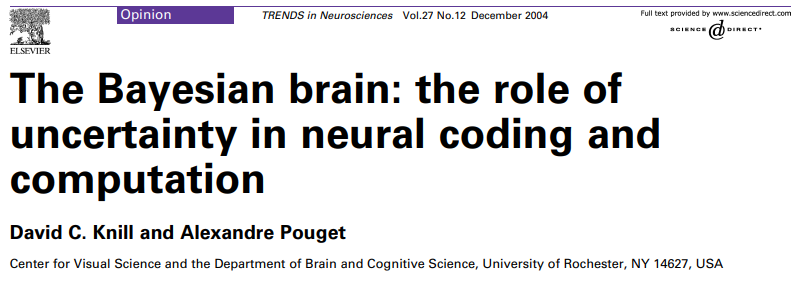 Opinion
TRENDS in Neurosciences Vol.27 No.12 December 2004
Full text provided by www.sciencedirect.com
SCIENCE DIRECT®
ELSEVIER
The Bayesian brain: the role of
uncertainty in neural coding and
computation
David C. Knill and Alexandre Pouget
Center for Visual Science and the Department of Brain and Cognitive Science, University of Rochester, NY 14627, USA